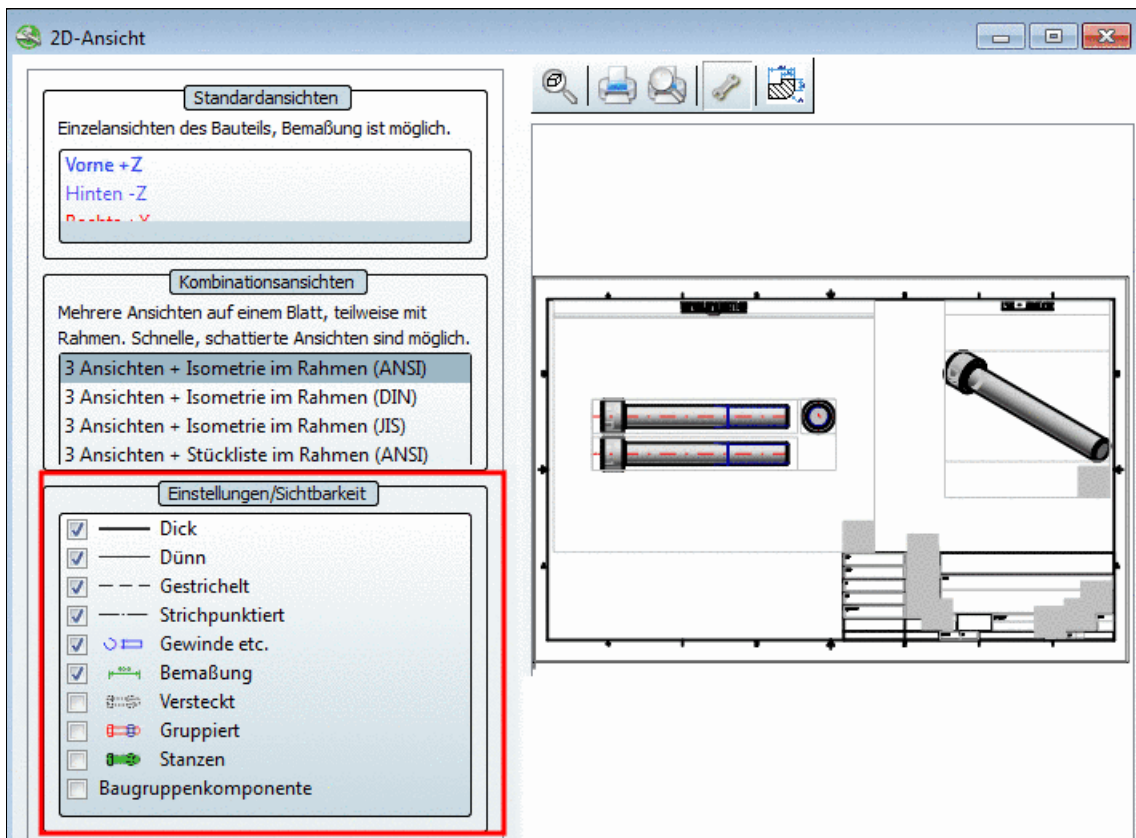 2D-Ansicht
Standardansichten
Einzelansichten des Bauteils, Bemaßung ist möglich.
Vorne +Z
Hinten -Z
Kombinationsansichten
Mehrere Ansichten auf einem Blatt, teilweise mit
Rahmen. Schnelle, schattierte Ansichten sind möglich.
3 Ansichten + Isometrie im Rahmen (ANSI)
3 Ansichten + Isometrie im Rahmen (DIN)
3 Ansichten + Isometrie im Rahmen (JIS)
3 Ansichten + Stückliste im Rahmen (ANSI)
Einstellungen/Sichtbarkeit
Dick
Dünn
Gestrichelt
Strichpunktiert
Gewinde etc.
Bemaßung
Versteckt
Gruppiert
Stanzen
Baugruppenkomponente